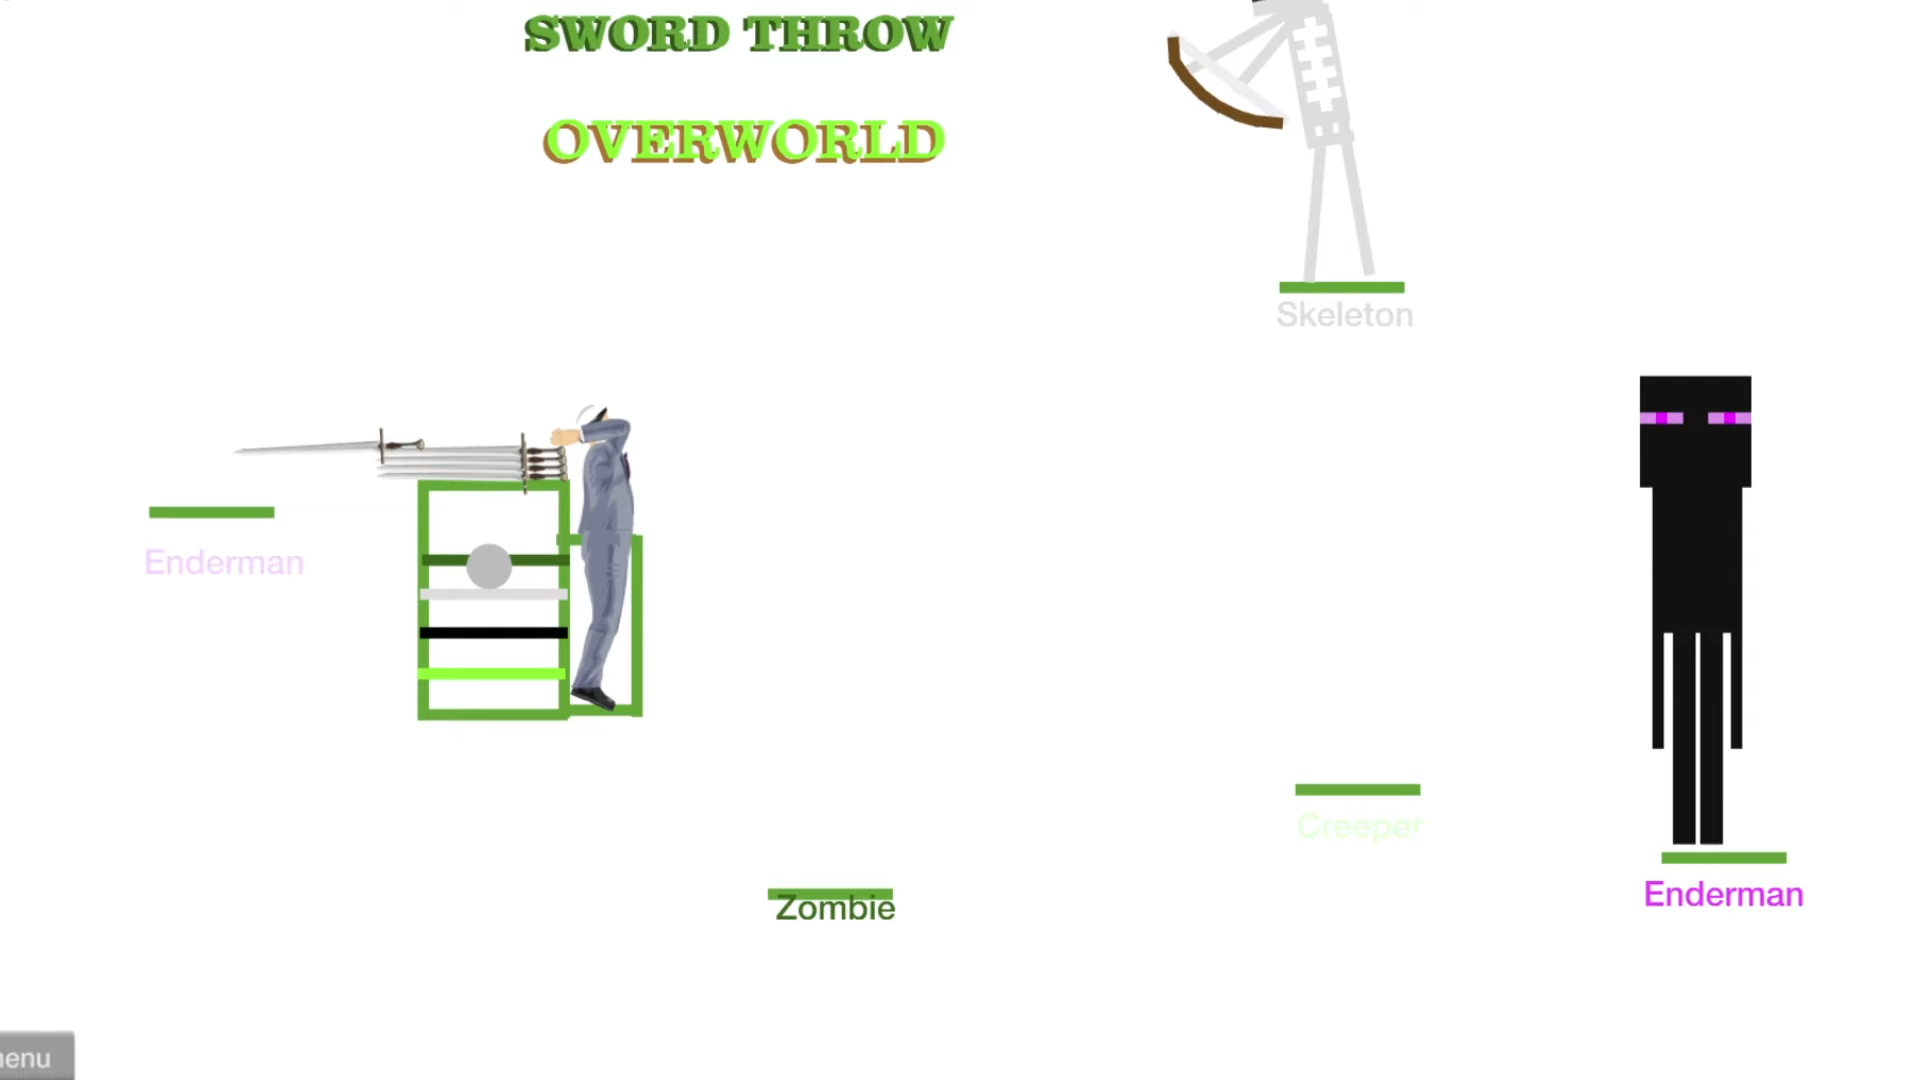 SWORD THROW
OVERWORLD
Skeleton
Enderman
Creeper
Enderman
Zombie
enu